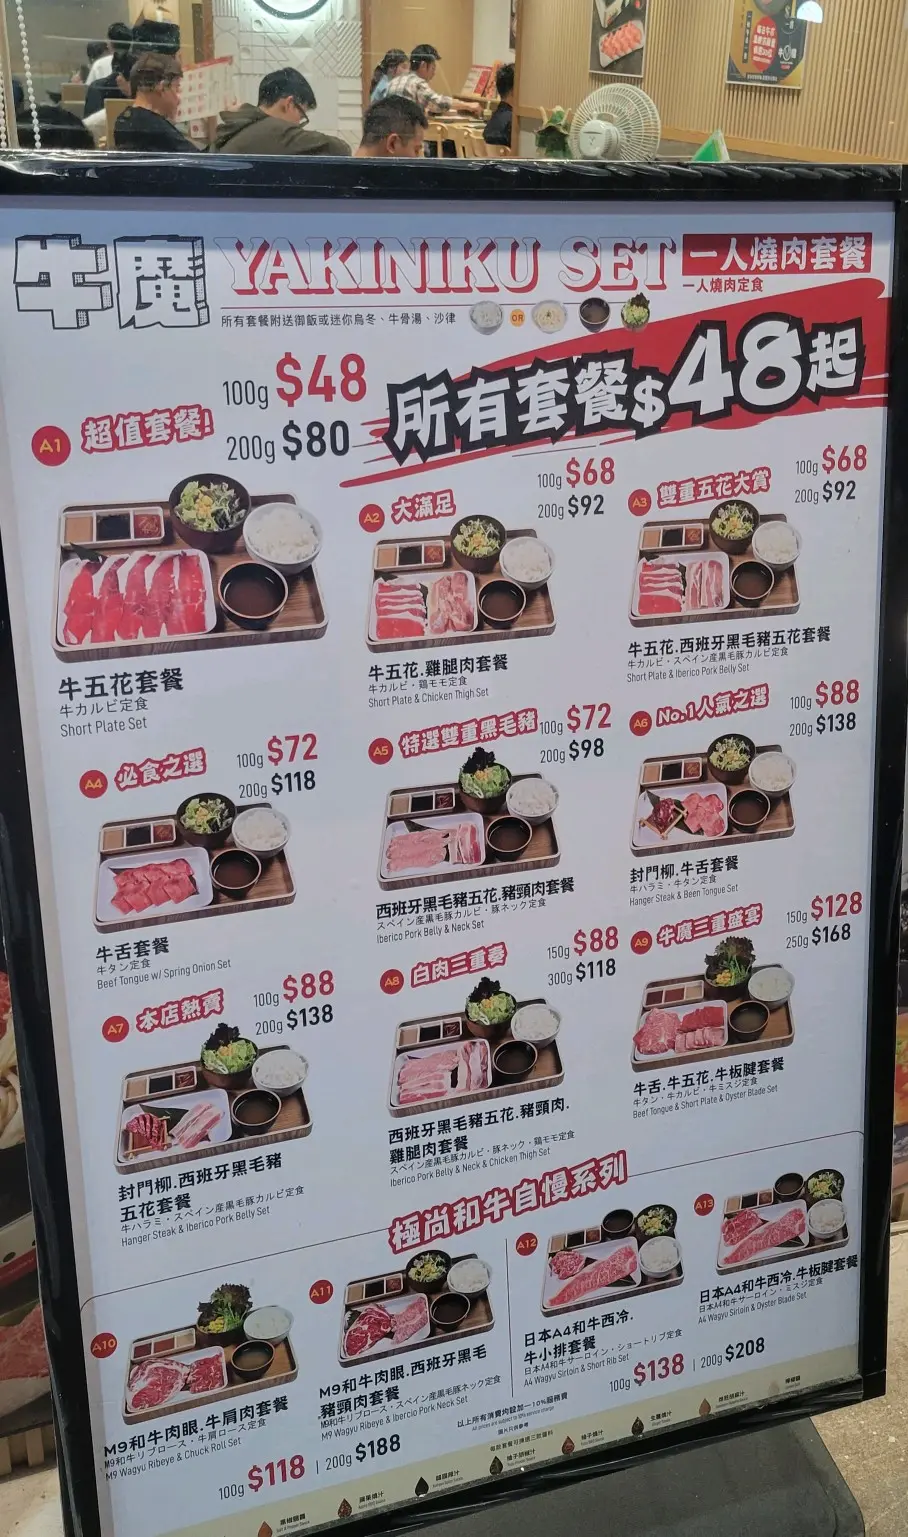 牛魔 YAKINIKU SET 一人燒肉套餐
一人燒肉定食
所有套餐附送御飯或迷你烏冬、牛骨湯、沙律
OR
所有套餐$48起
A1 超值套餐!
100g $48
200g $80
牛五花套餐
牛カルビ定食
Short Plate Set
A2 大滿足
100g $68
200g $92
牛五花.雞腿肉套餐
牛カルビ・鶏モモ定食
Short Plate & Chicken Thigh Set
A3 雙重五花大賞
100g $68
200g $92
牛五花.西班牙黑毛豬五花套餐
牛カルビ・スペイン産黒毛豚カルビ定食
Short Plate & Iberico Pork Belly Set
A4 必食之選
100g $72
200g $118
牛舌套餐
牛タン定食
Beef Tongue w/ Spring Onion Set
A5 特選雙重黑毛豬
100g $72
200g $98
西班牙黑毛豬五花.豬頸肉套餐
スペイン産黒毛豚カルビ・豚ネック定食
Iberico Pork Belly & Neck Set
A6 No.1人氣之選
100g $88
200g $138
封門柳.牛舌套餐
牛ハラミ・牛タン定食
Hanger Steak & Been Tongue Set
A7 本店熱賣
100g $88
200g $138
封門柳.西班牙黑毛豬
五花套餐
牛ハラミ・スペイン産黒毛豚カルビ定食
Hanger Steak & Iberico Pork Belly Set
A8 白肉三重奏
150g $88
300g $118
西班牙黑毛豬五花.豬頸肉.
雞腿肉套餐
スペイン産黒毛豚カルビ・豚ネック・鶏モモ定食
Iberico Pork Belly & Neck & Chicken Thigh Set
A9 牛魔三重盛宴
150g $128
250g $168
牛舌.牛五花.牛板腱套餐
牛タン・牛カルビ・牛ミスジ定食
Beef Tongue & Short Plate & Oyster Blade Set
極尚和牛自慢系列
A10
M9和牛肉眼.牛肩肉套餐
M9和牛リブロース・牛肩ロース定食
M9 Wagyu Ribeye & Chuck Roll Set
A11
M9和牛肉眼.西班牙黑毛
豬頸肉套餐
M9和牛リブロース・スペイン産黒毛豚ネック定食
M9 Wagyu Ribeye & Ibercio Pork Neck Set
100g $118 | 200g $188
A12
日本A4和牛西冷.
牛小排套餐
日本A4和牛サーロイン・ショートリブ定食
A4 Wagyu Sirloin & Short Rib Set
A13
日本A4和牛西冷.牛板腱套餐
日本A4和牛サーロイン・ミスジ定食
A4 Wagyu Sirloin & Oyster Blade Set
100g $138 | 200g $208
以上所有消費均設加一10%服務費
All prices are subject to 10% service charge